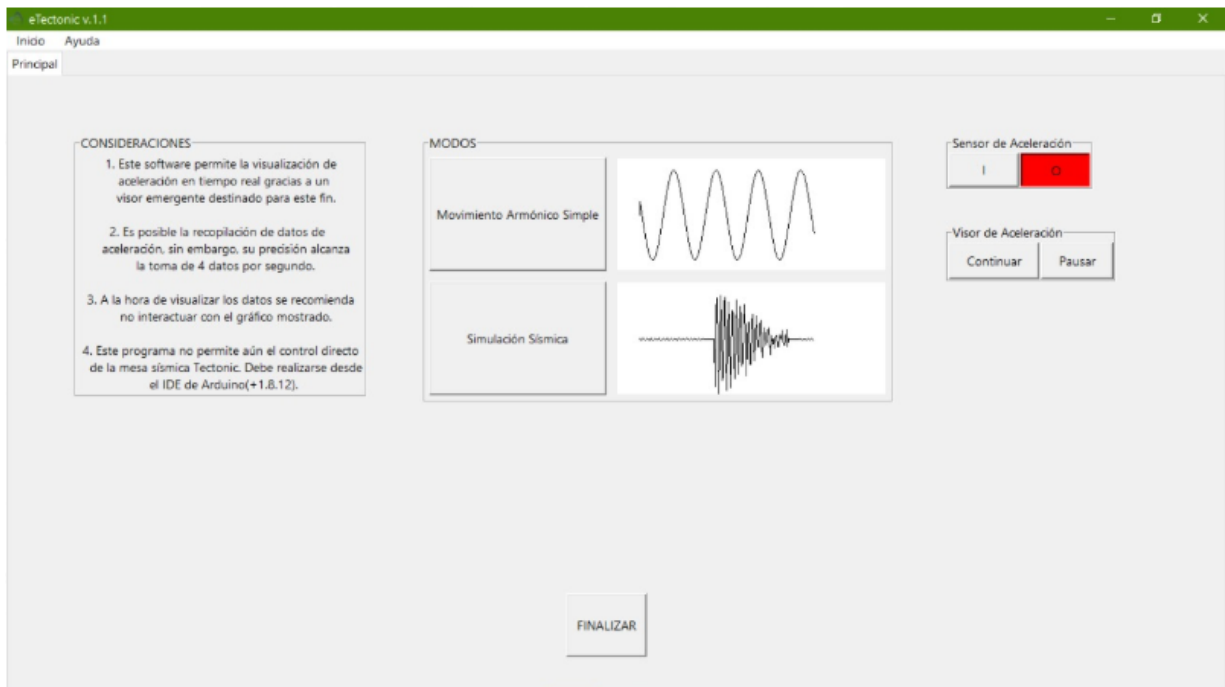 eTectonic v.1.1
Inicio Ayuda
Principal
CONSIDERACIONES
1. Este software permite la visualización de
aceleración en tiempo real gracias a un
visor emergente destinado para este fin.
2. Es posible la recopilación de datos de
aceleración, sin embargo, su precisión alcanza
la toma de 4 datos por segundo.
3. A la hora de visualizar los datos se recomienda
no interactuar con el gráfico mostrado.
4. Este programa no permite aún el control directo
de la mesa sísmica Tectonic. Debe realizarse desde
el IDE de Arduino(+1.8.12).
MODOS
Movimiento Armónico Simple
Simulación Sísmica
Sensor de Aceleración
I O
Visor de Aceleración
Continuar Pausar
FINALIZAR